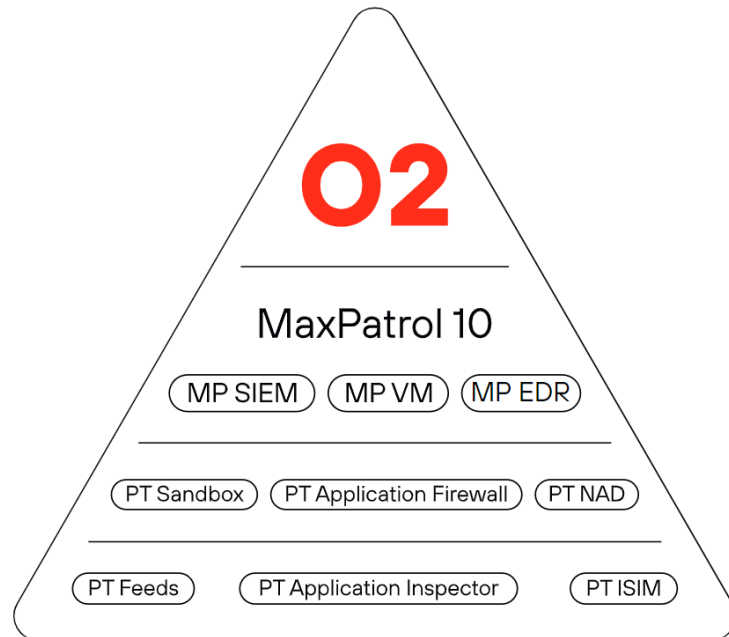 O2
MaxPatrol 10
MP SIEM MP VM MP EDR
PT Sandbox PT Application Firewall PT NAD
PT Feeds PT Application Inspector PT ISIM